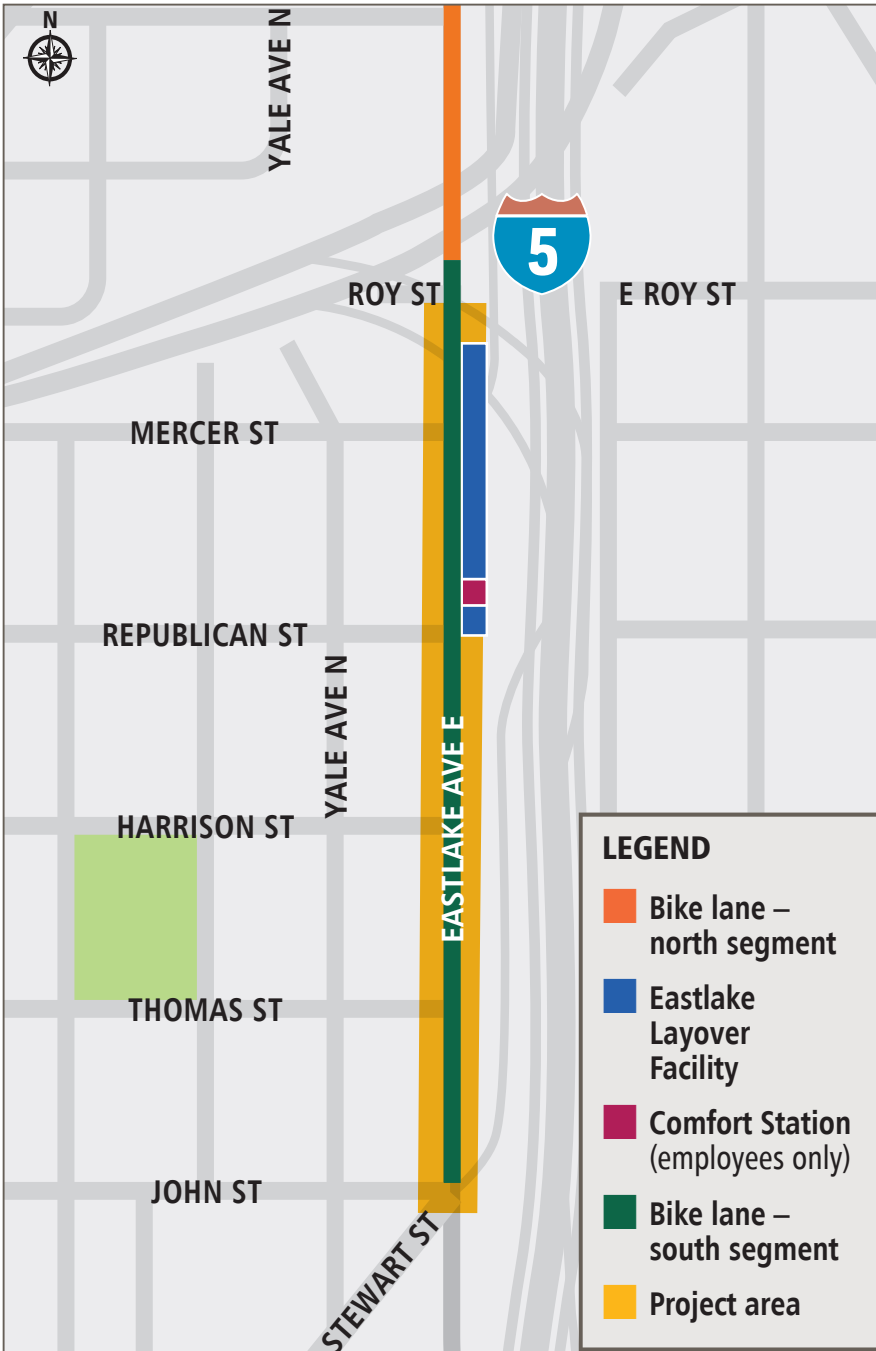 N
YALE AVE N
5
ROY ST
E ROY ST
MERCER ST
REPUBLICAN ST
YALE AVE N
EASTLAKE AVE E
HARRISON ST
THOMAS ST
JOHN ST
STEWART ST
LEGEND
Bike lane –
north segment
Eastlake
Layover
Facility
Comfort Station
(employees only)
Bike lane –
south segment
Project area